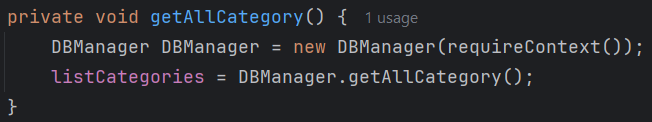 private void getAllCategory() {  1 usage
    DBManager DBManager = new DBManager(requireContext());
    listCategories = DBManager.getAllCategory();
}